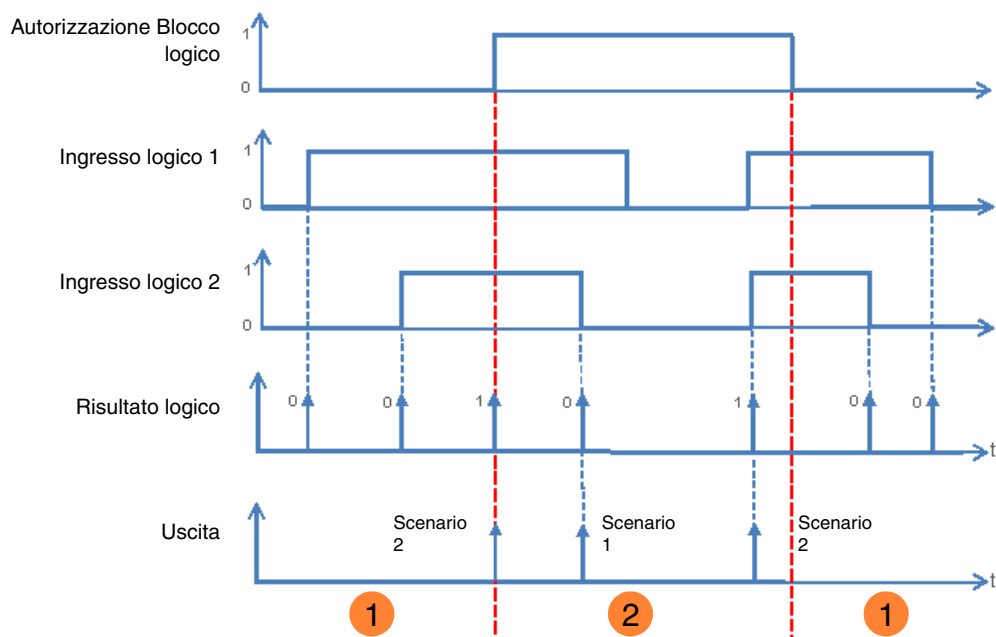 Autorizzazione Blocco
logico
1
0
Ingresso logico 1
1
0
Ingresso logico 2
1
0
Risultato logico
0
0
1
0
1
0
0
t
Uscita
Scenario
2
Scenario
1
Scenario
2
t
1
2
1